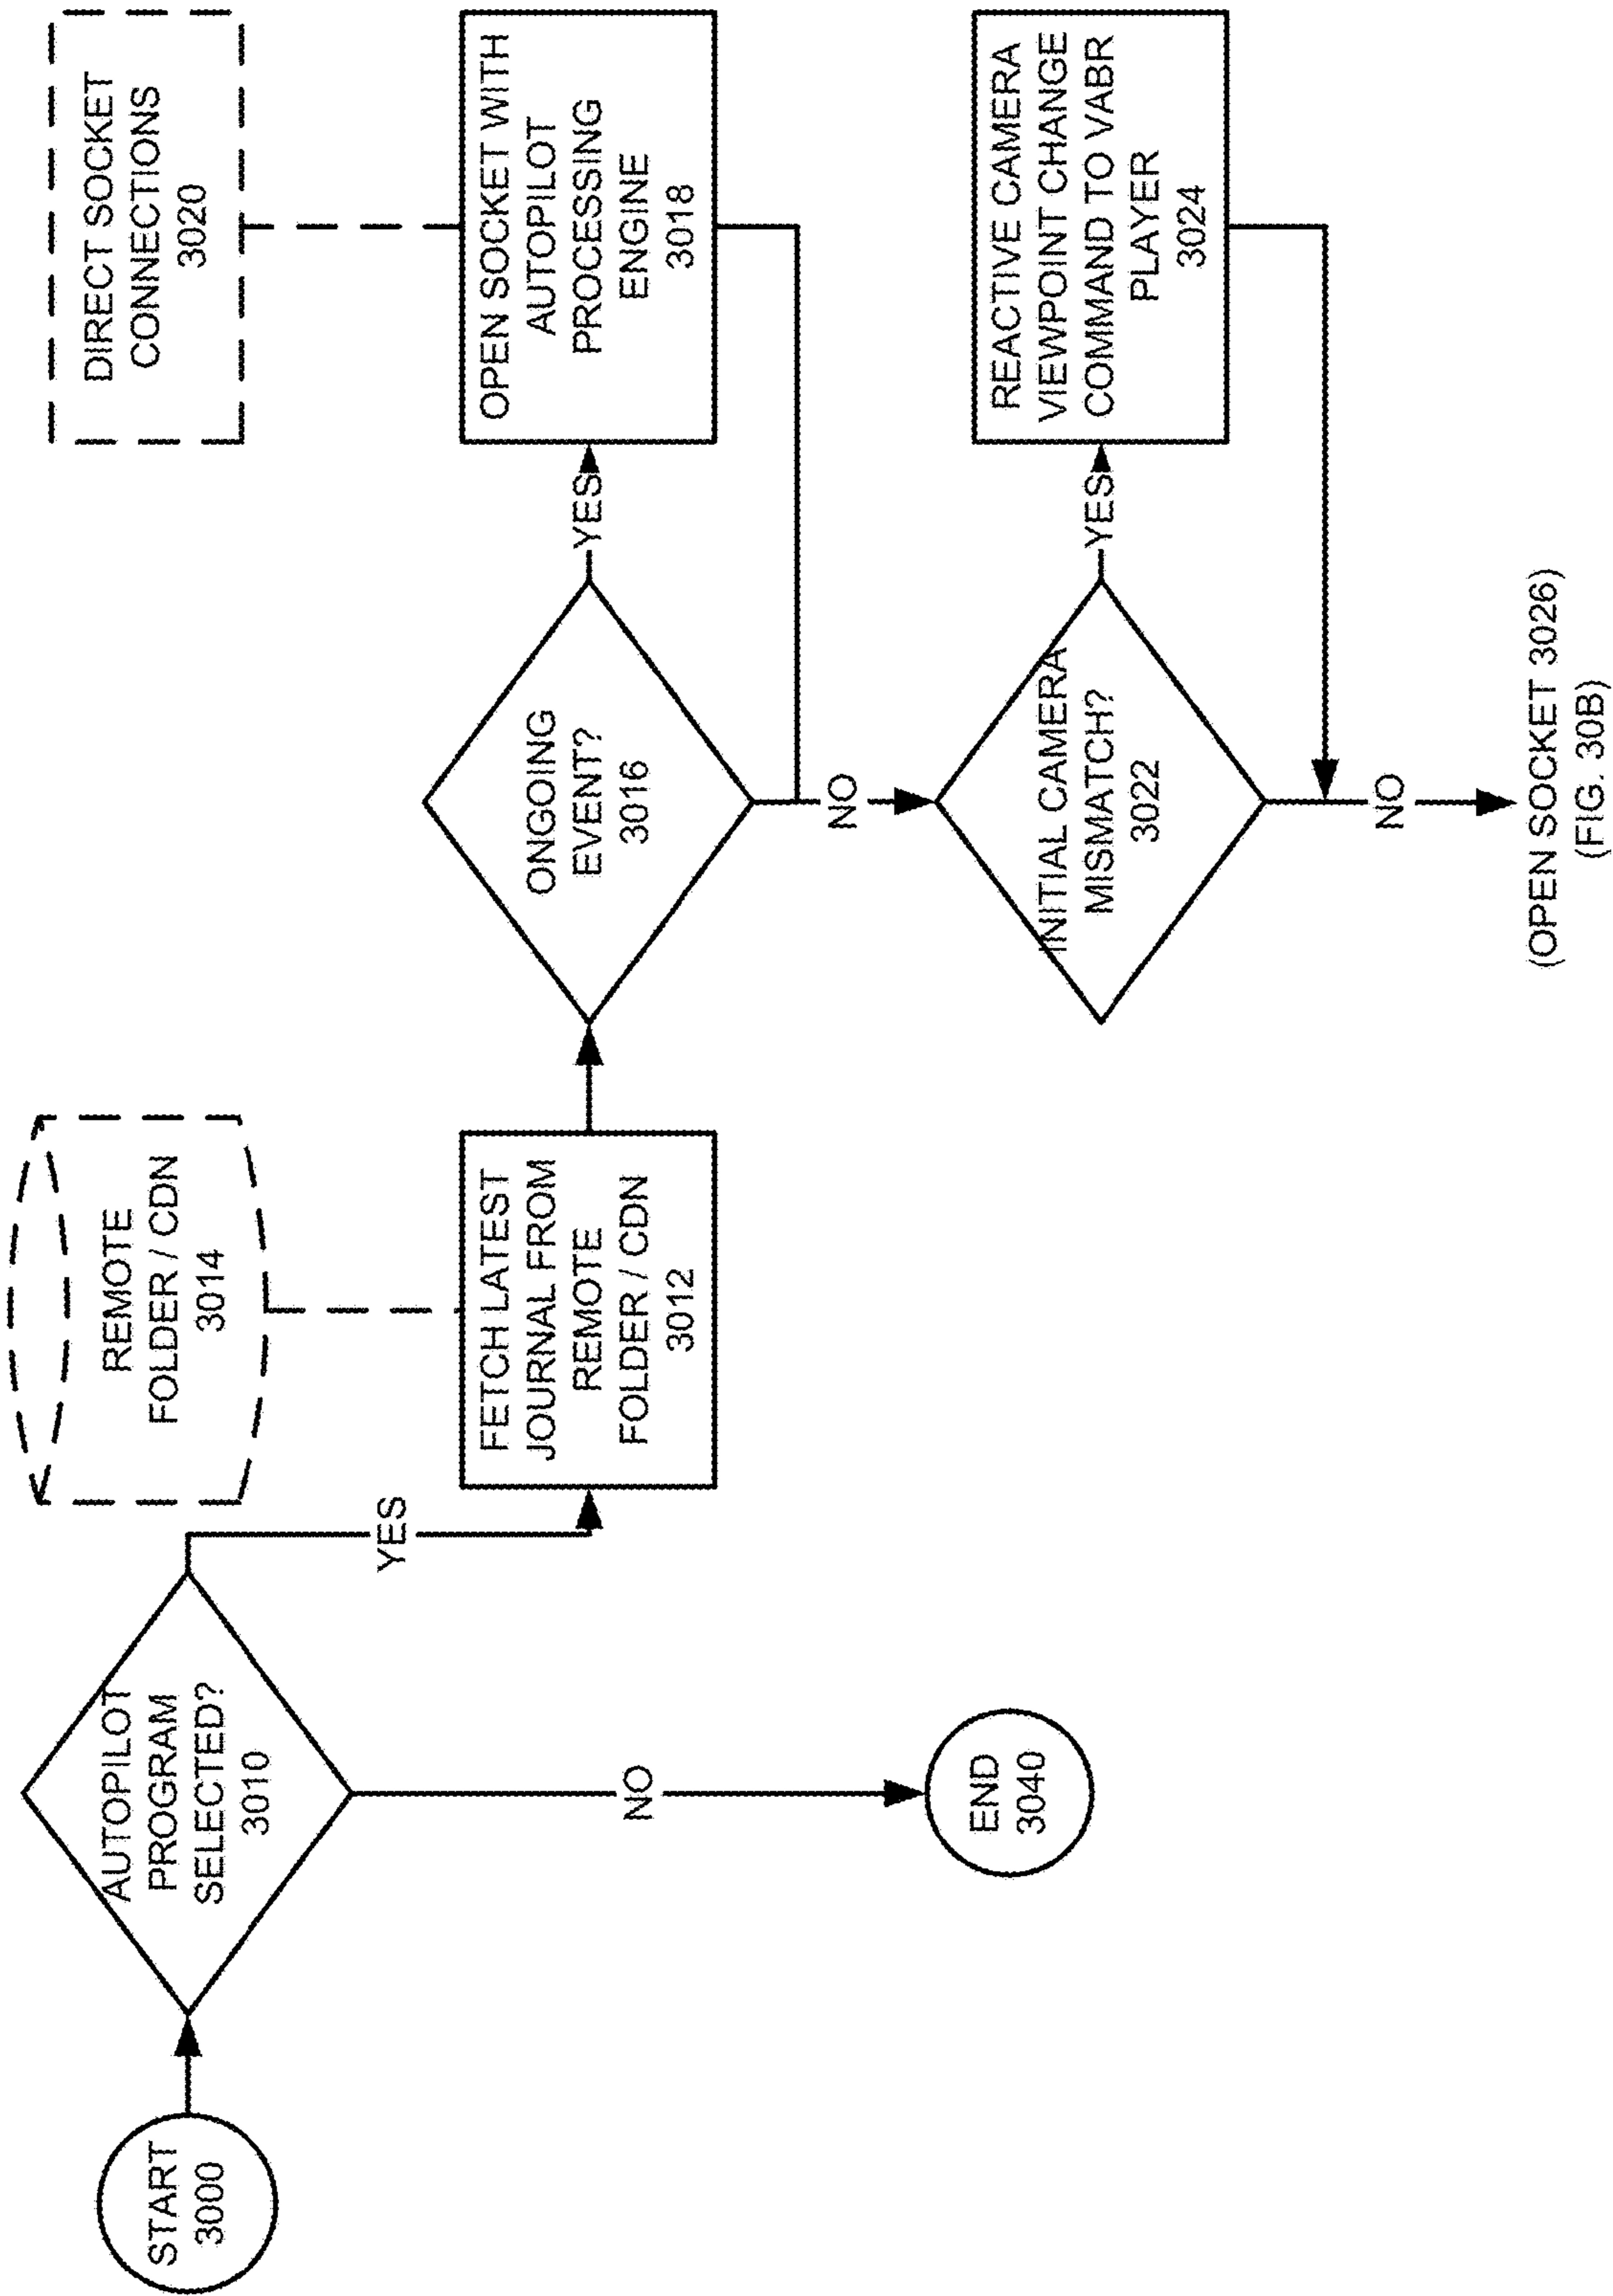 START
3000
AUTOPILOT
PROGRAM
SELECTED?
3010
YES
NO
END
3040
REMOTE
FOLDER / CDN
3014
FETCH LATEST
JOURNAL FROM
REMOTE
FOLDER / CDN
3012
ONGOING
EVENT?
3016
YES
NO
DIRECT SOCKET
CONNECTIONS
3020
OPEN SOCKET WITH
AUTOPILOT
PROCESSING
ENGINE
3018
INITIAL CAMERA
MISMATCH?
3022
YES
NO
REACTIVE CAMERA
VIEWPOINT CHANGE
COMMAND TO VABR
PLAYER
3024
(OPEN SOCKET 3026)
(FIG. 30B)